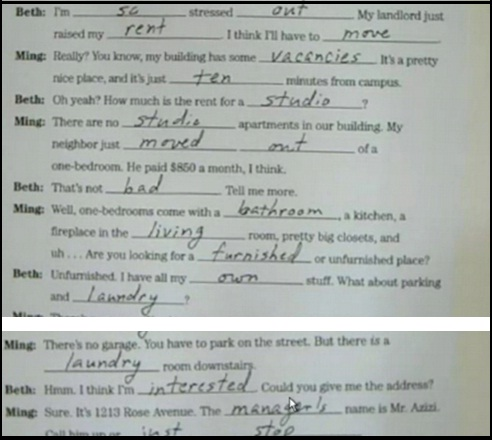 Beth: I'm so stressed out. My landlord just
raised my rent. I think I'll have to move
Ming: Really? You know, my building has some vacancies. It's a pretty
nice place, and it's just ten minutes from campus.
Beth: Oh yeah? How much is the rent for a studio?
Ming: There are no studio apartments in our building. My
neighbor just moved out of a
one-bedroom. He paid $850 a month, I think.
Beth: That's not bad. Tell me more.
Ming: Well, one-bedrooms come with a bathroom, a kitchen, a
fireplace in the living room, pretty big closets, and
uh . . . Are you looking for a furnished or unfurnished place?
Beth: Unfurnished. I have all my own stuff. What about parking
and laundry?
Ming:
Ming: There's no garage. You have to park on the street. But there is a
laundry room downstairs.
Beth: Hmm. I think I'm interested. Could you give me the address?
Ming: Sure. It's 1213 Rose Avenue. The manager's name is Mr. Azizi.
Call him up or just stop